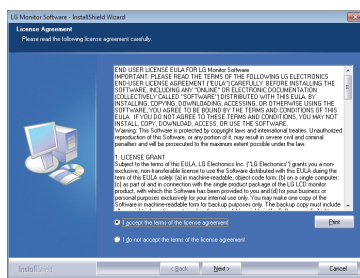 LG Monitor Software - InstallShield Wizard
License Agreement
Please read the following license agreement carefully.
END USER LICENSE EULA FOR LG Monitor Software
IMPORTANT: PLEASE READ THE TERMS OF THE FOLLOWING LG ELECTRONICS
END-USER LICENSE AGREEMENT ("EULA") CAREFULLY BEFORE INSTALLING THE
SOFTWARE, INCLUDING ANY "ONLINE" OR ELECTRONIC DOCUMENTATION
(COLLECTIVELY CALLED "SOFTWARE") DISTRIBUTED WITH THIS EULA. BY
INSTALLING, COPYING, DOWNLOADING, ACCESSING, OR OTHERWISE USING THE
SOFTWARE, YOU AGREE TO BE BOUND BY THE TERMS AND CONDITIONS OF THIS
EULA. IF YOU DO NOT AGREE TO THESE TERMS AND CONDITIONS, YOU MAY NOT
INSTALL, COPY, DOWNLOAD, ACCESS, OR USE THE SOFTWARE.
Warning: This Software is protected by copyright laws and international treaties. Unauthorized
reproduction of this Software, or any portion of it, may result in severe civil and criminal
penalties and will be prosecuted to the maximum extent possible under the law.
1. LICENSE GRANT
Subject to the terms of this EULA, LG Electronics Inc. ("LG Electronics") grants you a non-
exclusive, non-transferable license to use the Software distributed with this EULA during the
term of this EULA solely: (a) in machine-readable, object-code form; (b) on a single computer;
(c) as part of and in connection with the single product package of the LG LCD monitor
product, with which this Software has been provided to you and (d) for your business or
personal purposes exclusively for your internal use only. You may make one copy of the
Software in machine-readable form for backup purposes only. The backup copy must include
I accept the terms of the license agreement
Print
I do not accept the terms of the license agreement
InstallShield
< Back
Next >
Cancel